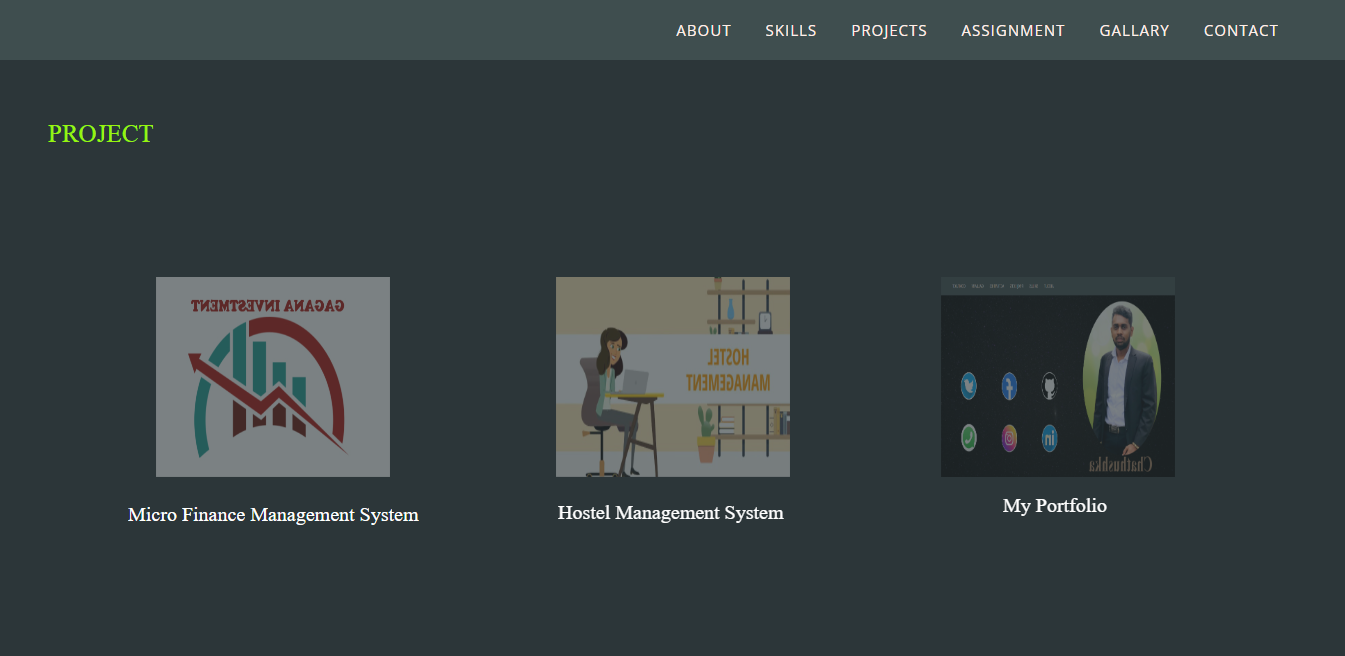 ABOUT SKILLS PROJECTS ASSIGNMENT GALLARY CONTACT
PROJECT
GAGANA INVESTMENT
HOSTEL
MANAGEMENT
Chathushka
Micro Finance Management System
Hostel Management System
My Portfolio